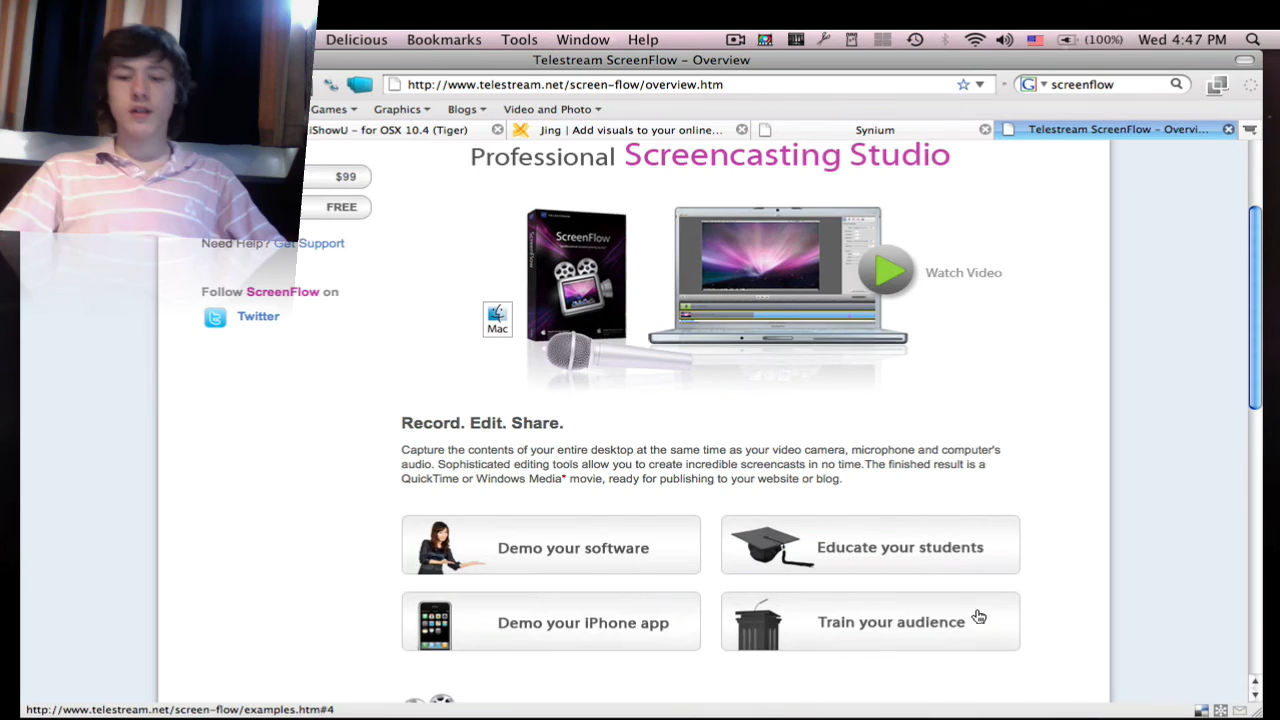 Delicious Bookmarks Tools Window Help (100%) Wed 4:47 PM
Telestream ScreenFlow – Overview
http://www.telestream.net/screen-flow/overview.htm screenflow
Games Graphics Blogs Video and Photo
iShowU - for OSX 10.4 (Tiger) Jing | Add visuals to your online... Synium Telestream ScreenFlow – Overvi...
Professional Screencasting Studio
$99
FREE
Need Help? Get Support
Follow ScreenFlow on
Twitter
ScreenFlow
Mac
Watch Video
Record. Edit. Share.
Capture the contents of your entire desktop at the same time as your video camera, microphone and computer's
audio. Sophisticated editing tools allow you to create incredible screencasts in no time.The finished result is a
QuickTime or Windows Media* movie, ready for publishing to your website or blog.
Demo your software
Educate your students
Demo your iPhone app
Train your audience
http://www.telestream.net/screen-flow/examples.htm#4